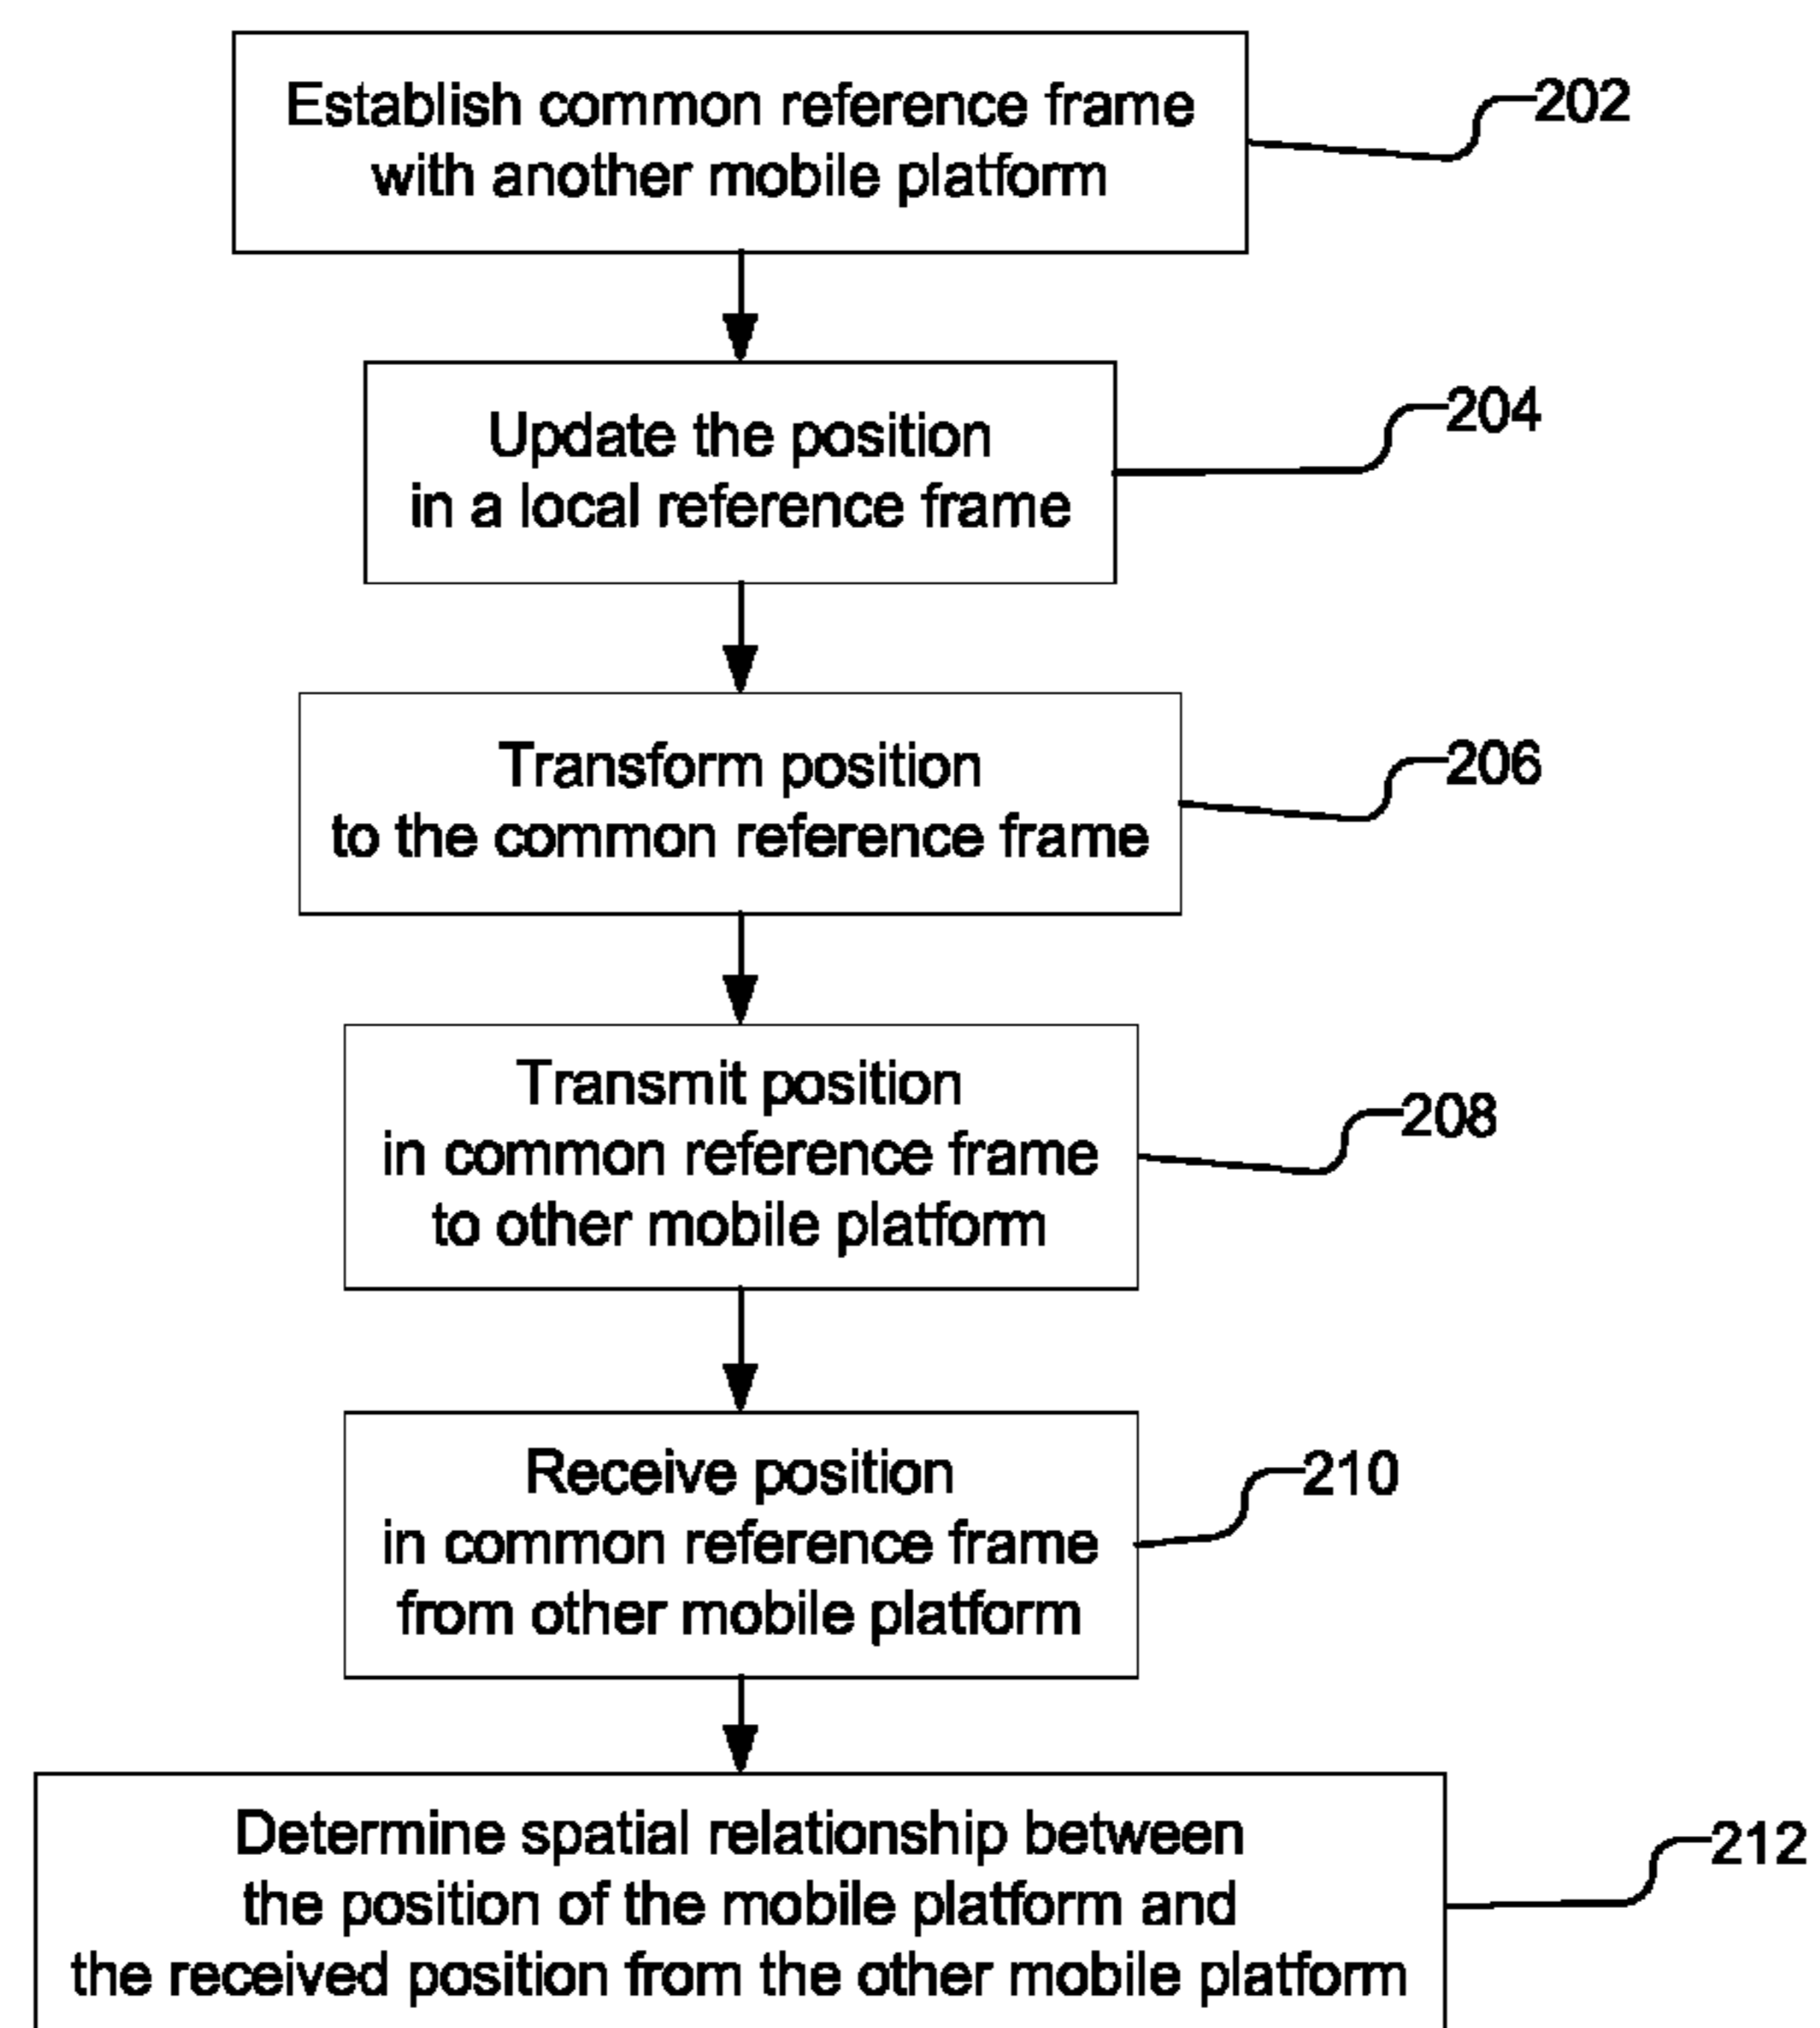 Establish common reference frame
with another mobile platform
202
Update the position
in a local reference frame
204
Transform position
to the common reference frame
206
Transmit position
in common reference frame
to other mobile platform
208
Receive position
in common reference frame
from other mobile platform
210
Determine spatial relationship between
the position of the mobile platform and
the received position from the other mobile platform
212